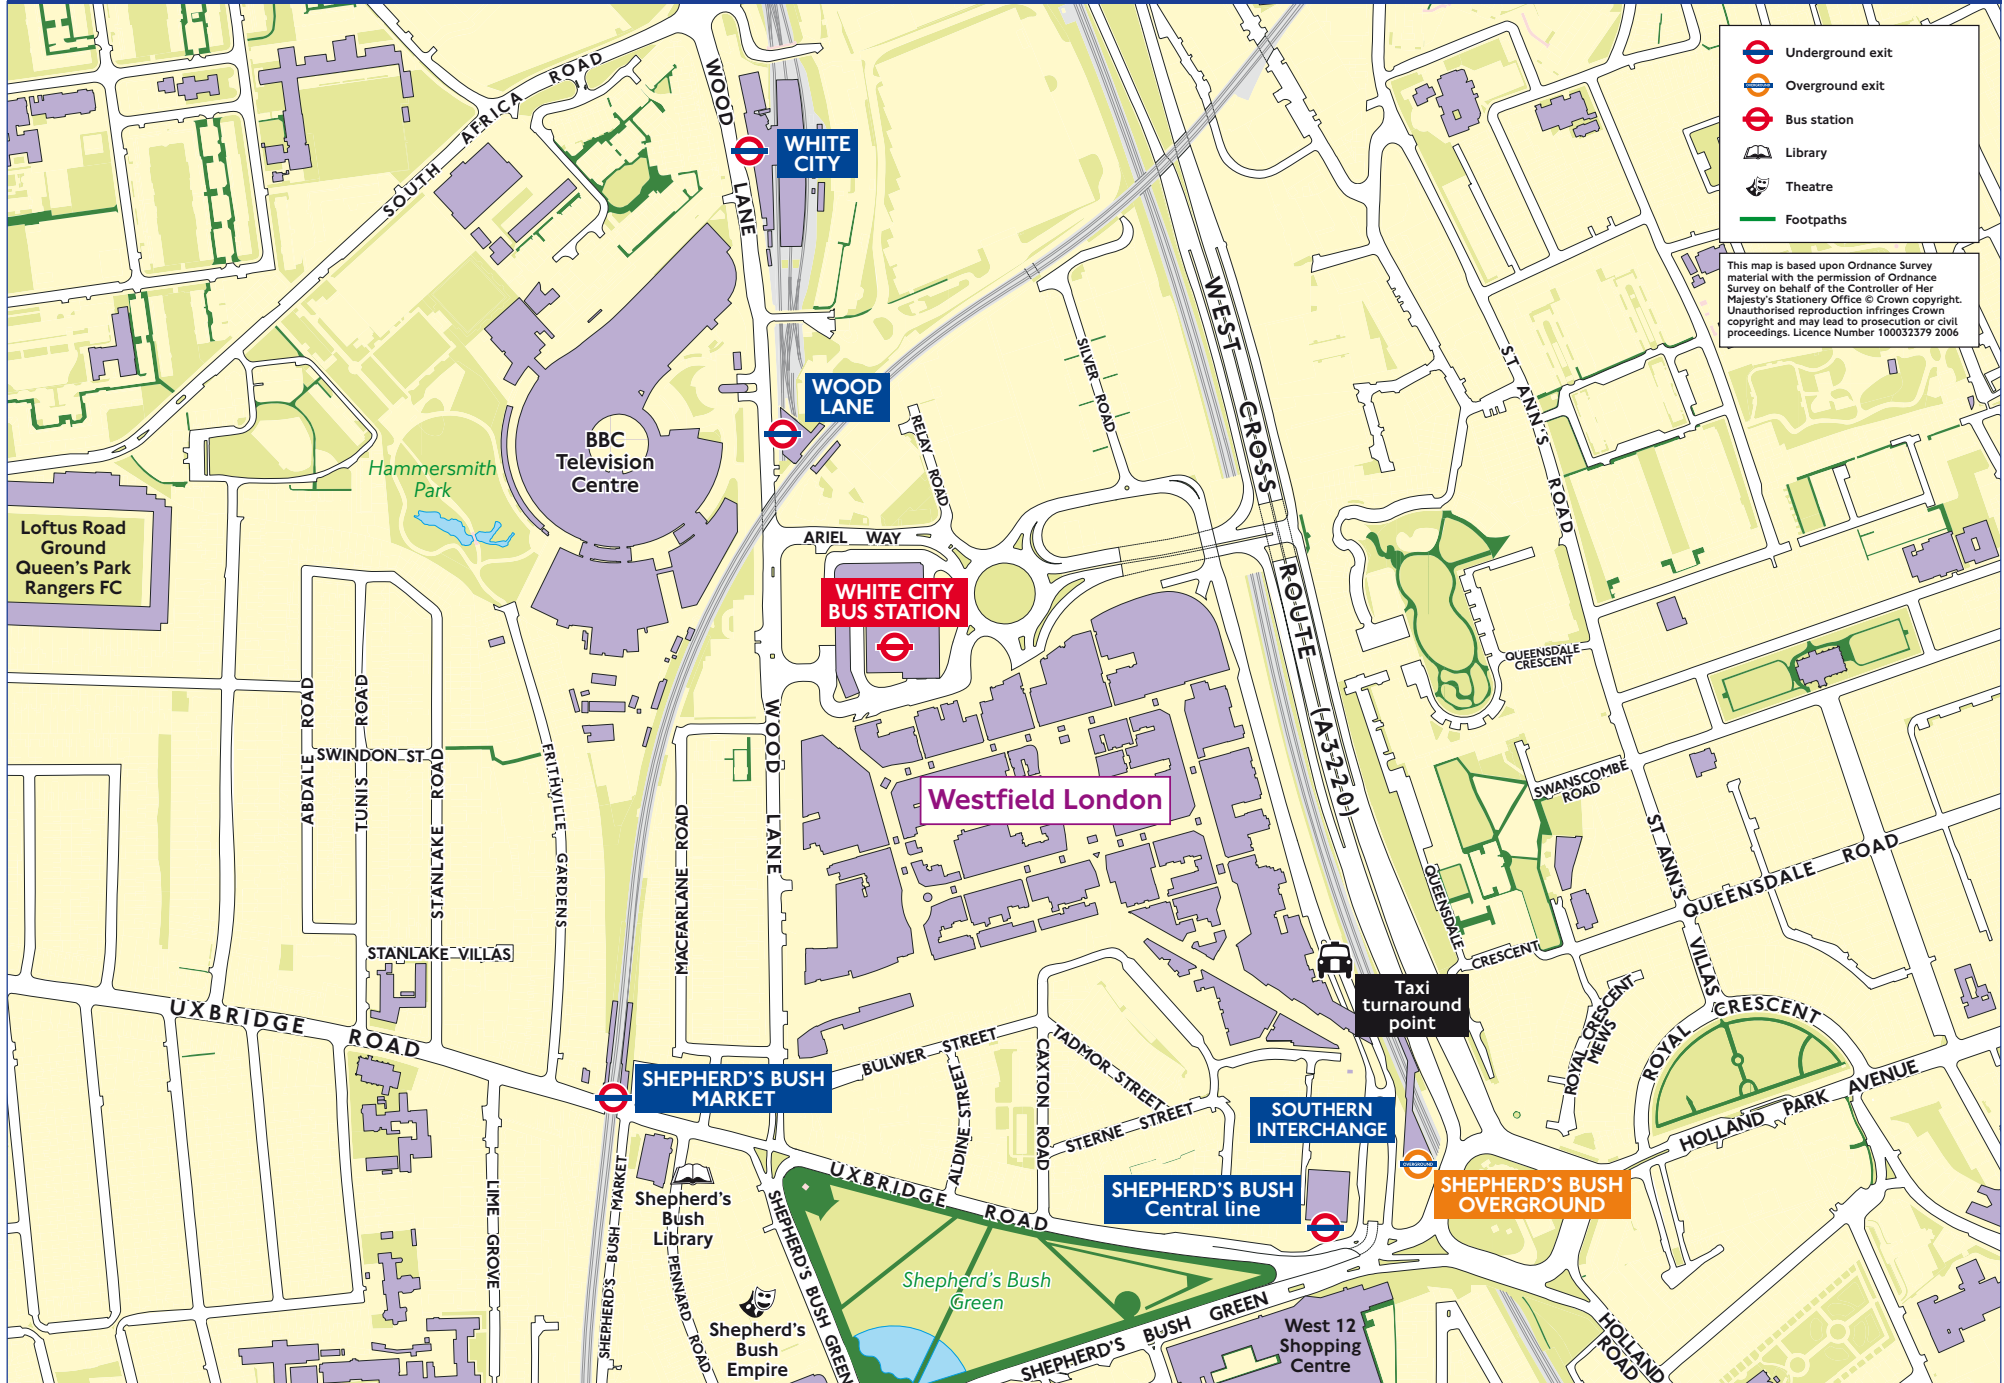 Underground exit
Overground exit
Bus station
Library
Theatre
Footpaths
This map is based upon Ordnance Survey
material with the permission of Ordnance
Survey on behalf of the Controller of Her
Majesty's Stationery Office © Crown copyright.
Unauthorised reproduction infringes Crown
copyright and may lead to prosecution or civil
proceedings. Licence Number 100032379 2006
SOUTH AFRICA ROAD
WOOD LANE
WHITE
CITY
WEST CROSS ROUTE (A3220)
SILVER ROAD
ST ANN'S ROAD
WOOD
LANE
RELAY ROAD
BBC
Television
Centre
Hammersmith
Park
Loftus Road
Ground
Queen's Park
Rangers FC
ARIEL WAY
WHITE CITY
BUS STATION
QUEENSDALE
CRESCENT
ABDALE ROAD
TUNIS ROAD
SWINDON ST
STANLAKE ROAD
FRITHVILLE GARDENS
MACFARLANE ROAD
WOOD LANE
Westfield London
SWANSCOMBE
ROAD
ST ANN'S VILLAS
QUEENSDALE ROAD
QUEENSDALE CRESCENT
STANLAKE VILLAS
Taxi
turnaround
point
ROYAL CRESCENT
MEWS
ROYAL CRESCENT
UXBRIDGE ROAD
BULWER STREET
TADMOR STREET
CAXTON ROAD
ALDINE STREET
STERNE STREET
SHEPHERD'S BUSH
MARKET
SOUTHERN
INTERCHANGE
HOLLAND PARK AVENUE
OVERGROUND
SHEPHERD'S BUSH
OVERGROUND
SHEPHERD'S BUSH
Central line
UXBRIDGE ROAD
LIME GROVE
SHEPHERD'S BUSH MARKET
Shepherd's
Bush
Library
PENNARD ROAD
SHEPHERD'S BUSH GREEN
Shepherd's Bush
Green
Shepherd's
Bush
Empire
SHEPHERD'S BUSH GREEN
West 12
Shopping
Centre
HOLLAND
ROAD
HOLLAND